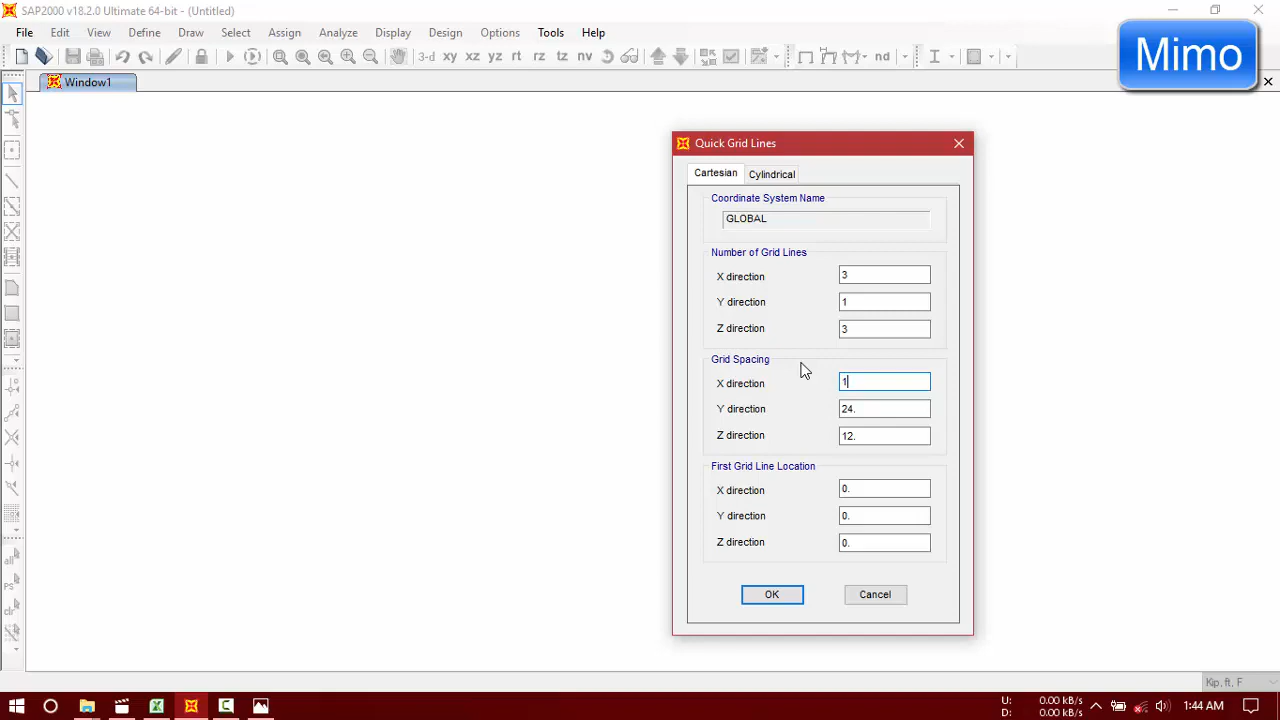 SAP2000 v18.2.0 Ultimate 64-bit - (Untitled)
File Edit View Define Draw Select Assign Analyze Display Design Options Tools Help
Mimo
3-d xy xz yz rt rz tz nv nd
Window1
Quick Grid Lines
Cartesian Cylindrical
Coordinate System Name
GLOBAL
Number of Grid Lines
X direction 3
Y direction 1
Z direction 3
Grid Spacing
X direction 1
Y direction 24.
Z direction 12.
First Grid Line Location
X direction 0.
Y direction 0.
Z direction 0.
OK Cancel
all
PS
clr
Kip, ft, F
U: 0.00 kB/s
D: 0.00 kB/s
1:44 AM